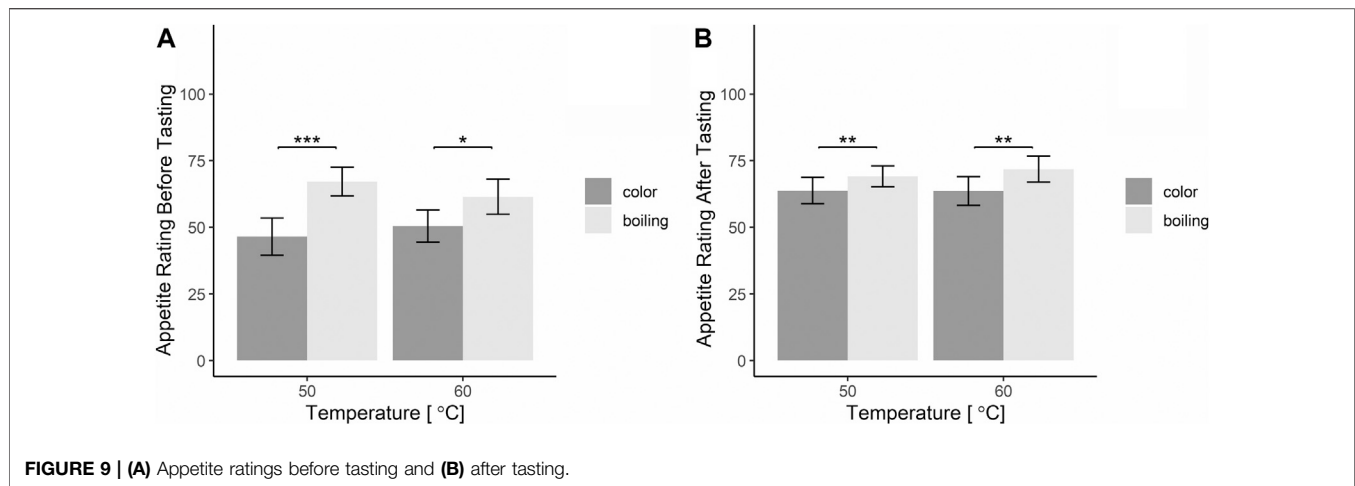 A
Appetite Rating Before Tasting
100
75
50
25
0
***
*
50
60
Temperature [ °C]
color
boiling
B
Appetite Rating After Tasting
100
75
50
25
0
**
**
50
60
Temperature [ °C]
color
boiling
FIGURE 9 | (A) Appetite ratings before tasting and (B) after tasting.